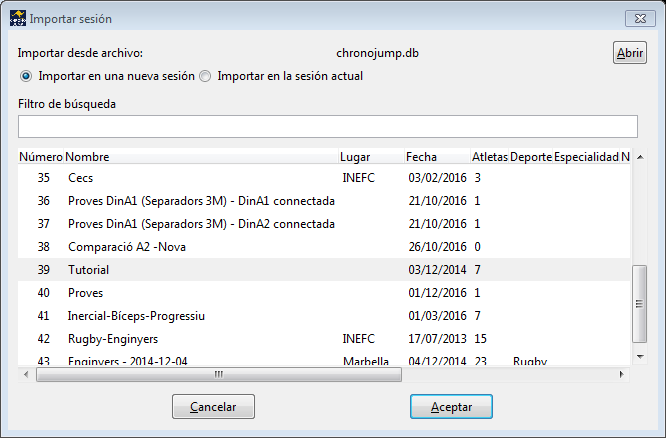 Importar sesión
Importar desde archivo: chronojump.db Abrir
Importar en una nueva sesión Importar en la sesión actual
Filtro de búsqueda
Número Nombre Lugar Fecha Atletas Deporte Especialidad N
35 Cecs INEFC 03/02/2016 3
36 Proves DinA1 (Separadors 3M) - DinA1 connectada 21/10/2016 1
37 Proves DinA1 (Separadors 3M) - DinA2 connectada 21/10/2016 1
38 Comparació A2 -Nova 26/10/2016 0
39 Tutorial 03/12/2014 7
40 Proves 01/12/2016 1
41 Inercial-Bíceps-Progressiu 01/03/2016 7
42 Rugby-Enginyers INEFC 17/07/2013 15
43 Enginyers - 2014-12-04 Marbella 04/12/2014 23 Rugby
Cancelar Aceptar